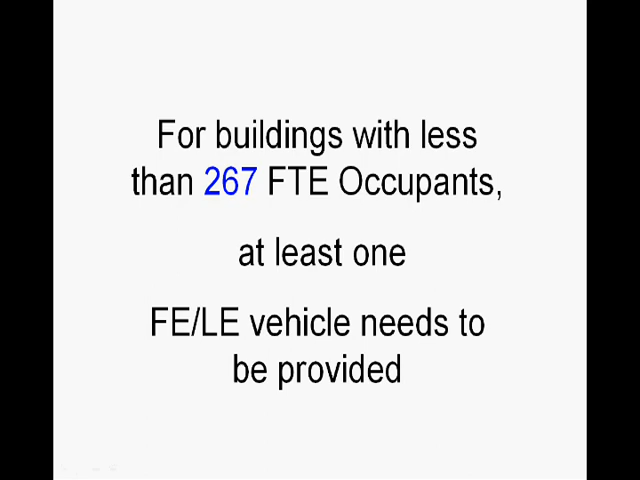 For buildings with less
than 267 FTE Occupants,
at least one
FE/LE vehicle needs to
be provided